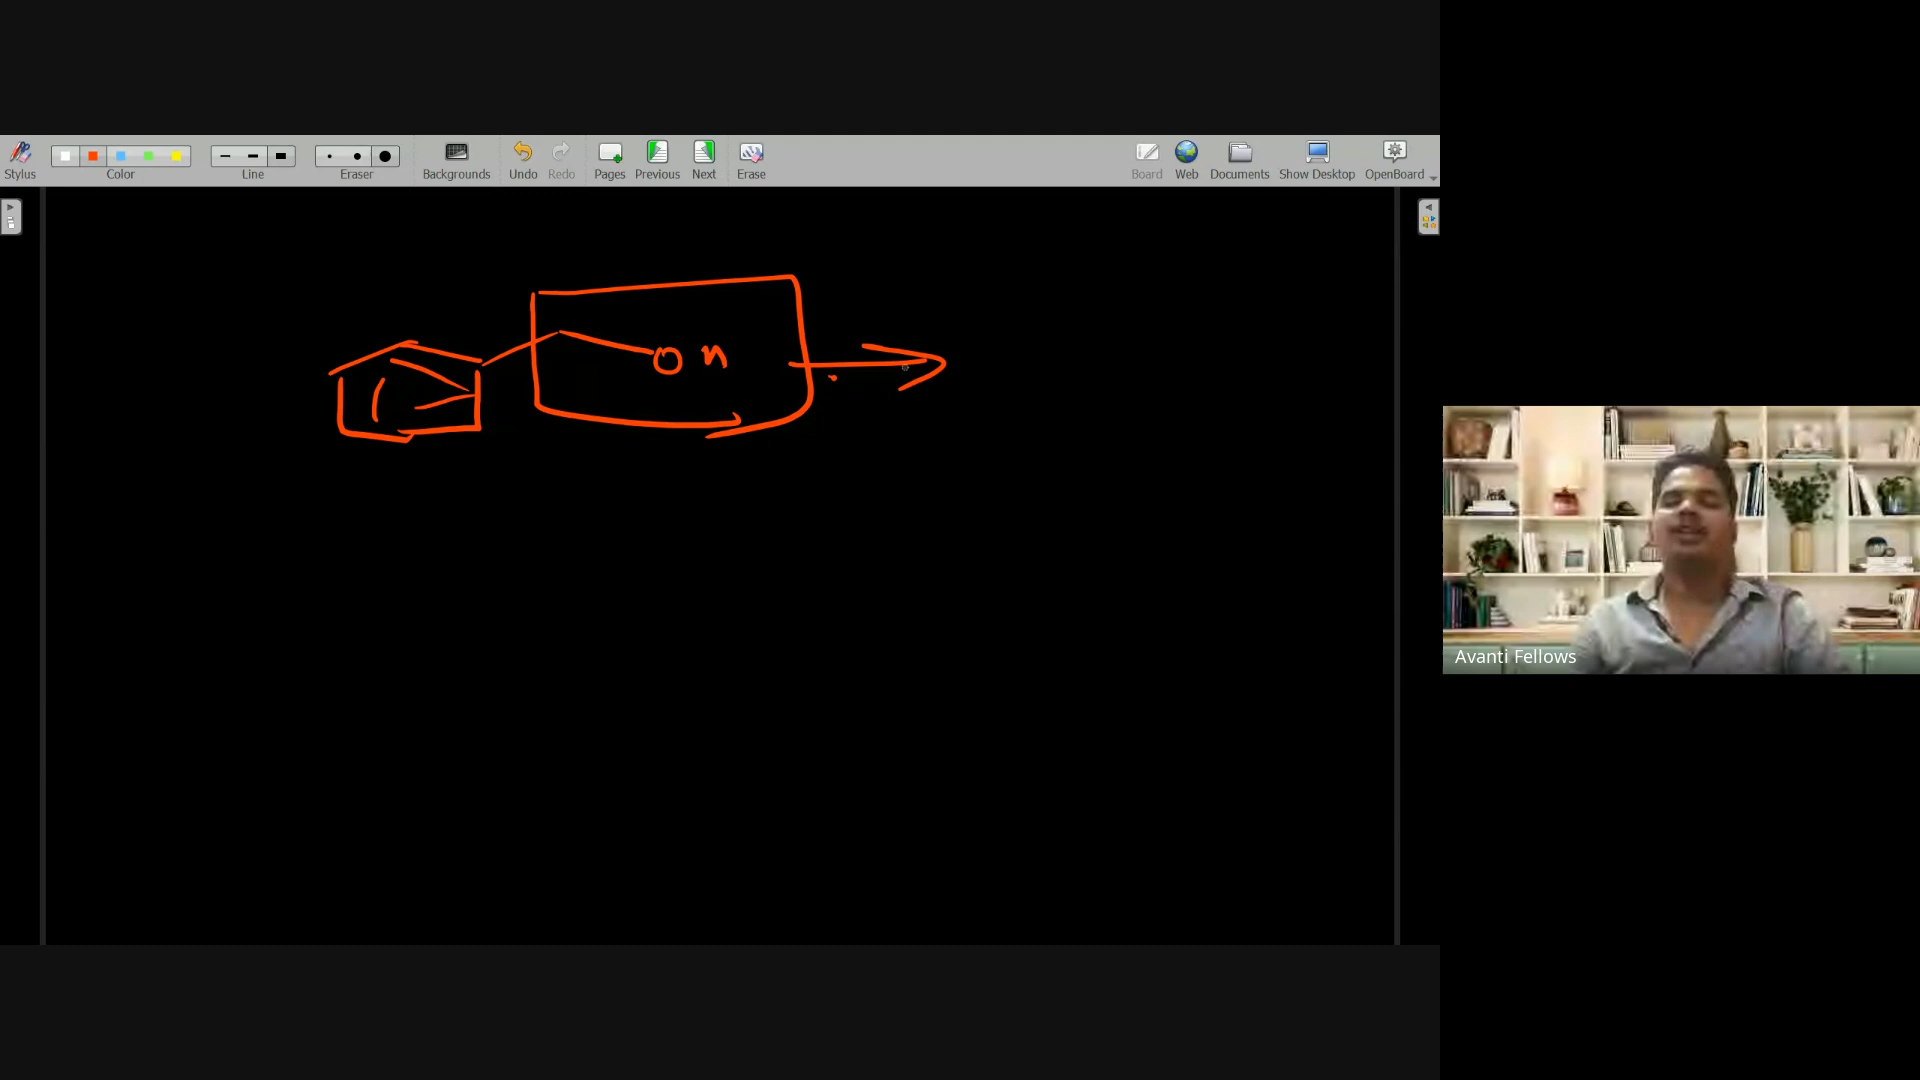 Stylus Color Line Eraser Backgrounds Undo Redo Pages Previous Next Erase Board Web Documents Show Desktop OpenBoard
On
Avanti Fellows